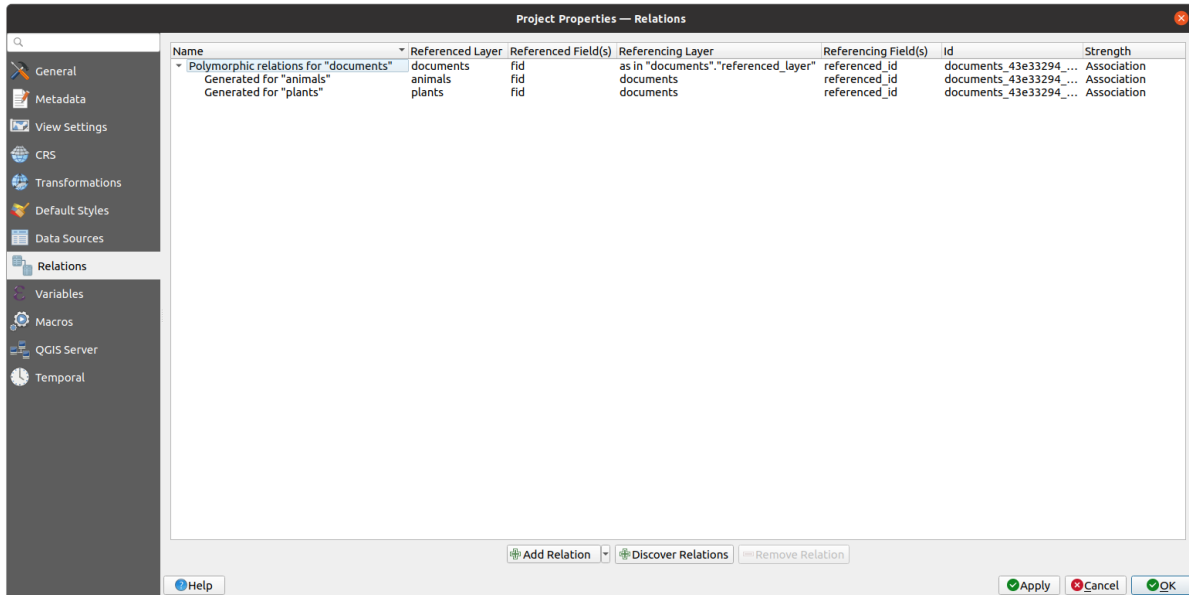 Project Properties — Relations
General
Metadata
View Settings
CRS
Transformations
Default Styles
Data Sources
Relations
Variables
Macros
QGIS Server
Temporal
Name Referenced Layer Referenced Field(s) Referencing Layer Referencing Field(s) Id Strength
Polymorphic relations for "documents" documents fid as in "documents"."referenced_layer" referenced_id documents_43e33294_... Association
Generated for "animals" animals fid documents referenced_id documents_43e33294_... Association
Generated for "plants" plants fid documents referenced_id documents_43e33294_... Association
Add Relation Discover Relations Remove Relation
Help Apply Cancel OK